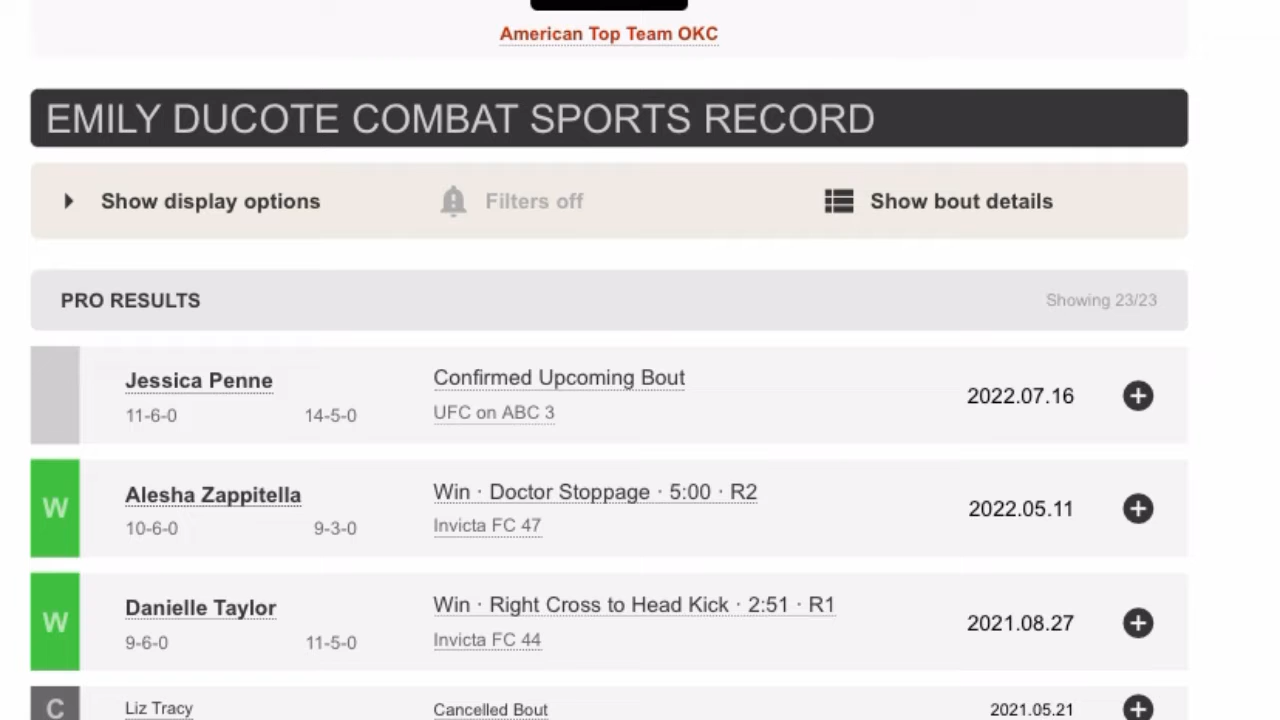 American Top Team OKC
EMILY DUCOTE COMBAT SPORTS RECORD
Show display options Filters off Show bout details
PRO RESULTS Showing 23/23
Jessica Penne Confirmed Upcoming Bout 2022.07.16
11-6-0 14-5-0 UFC on ABC 3
W Alesha Zappitella Win · Doctor Stoppage · 5:00 · R2 2022.05.11
10-6-0 9-3-0 Invicta FC 47
W Danielle Taylor Win · Right Cross to Head Kick · 2:51 · R1 2021.08.27
9-6-0 11-5-0 Invicta FC 44
C Liz Tracy Cancelled Bout 2021.05.21